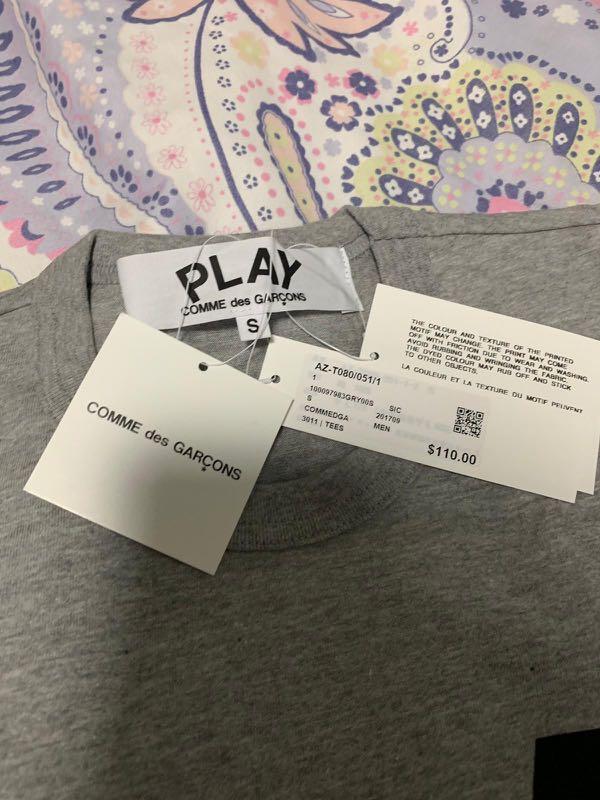 PLAY
COMME des GARÇONS
S
COMME des GARÇONS
AZ-T080/051/1
1
100097983GRY00S SIC
S 201709
COMMEDGA MEN
3011 | TEES
$110.00
THE COLOUR AND TEXTURE OF THE PRINTED
MOTIF MAY CHANGE. THE PRINT MAY COME
OFF WITH FRICTION DUE TO WEAR AND WASHING.
AVOID RUBBING AND WRINGING THE FABRIC.
THE DYED COLOUR MAY RUB OFF AND STICK
TO OTHER OBJECTS.
LA COULEUR ET LA TEXTURE DU MOTIF PEUVENT